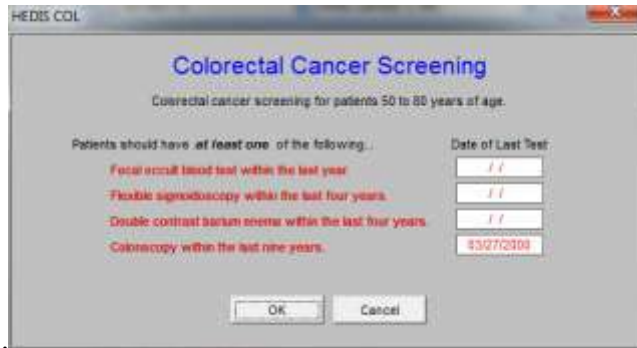 HEDIS COL
Colorectal Cancer Screening
Colorectal cancer screening for patients 50 to 80 years of age.
Patients should have at least one of the following... Date of Last Test
Fecal occult blood test within the last year. / /
Flexible sigmoidoscopy within the last four years. / /
Double contrast barium enema within the last four years. / /
Colonoscopy within the last nine years. 03/27/2000
OK Cancel